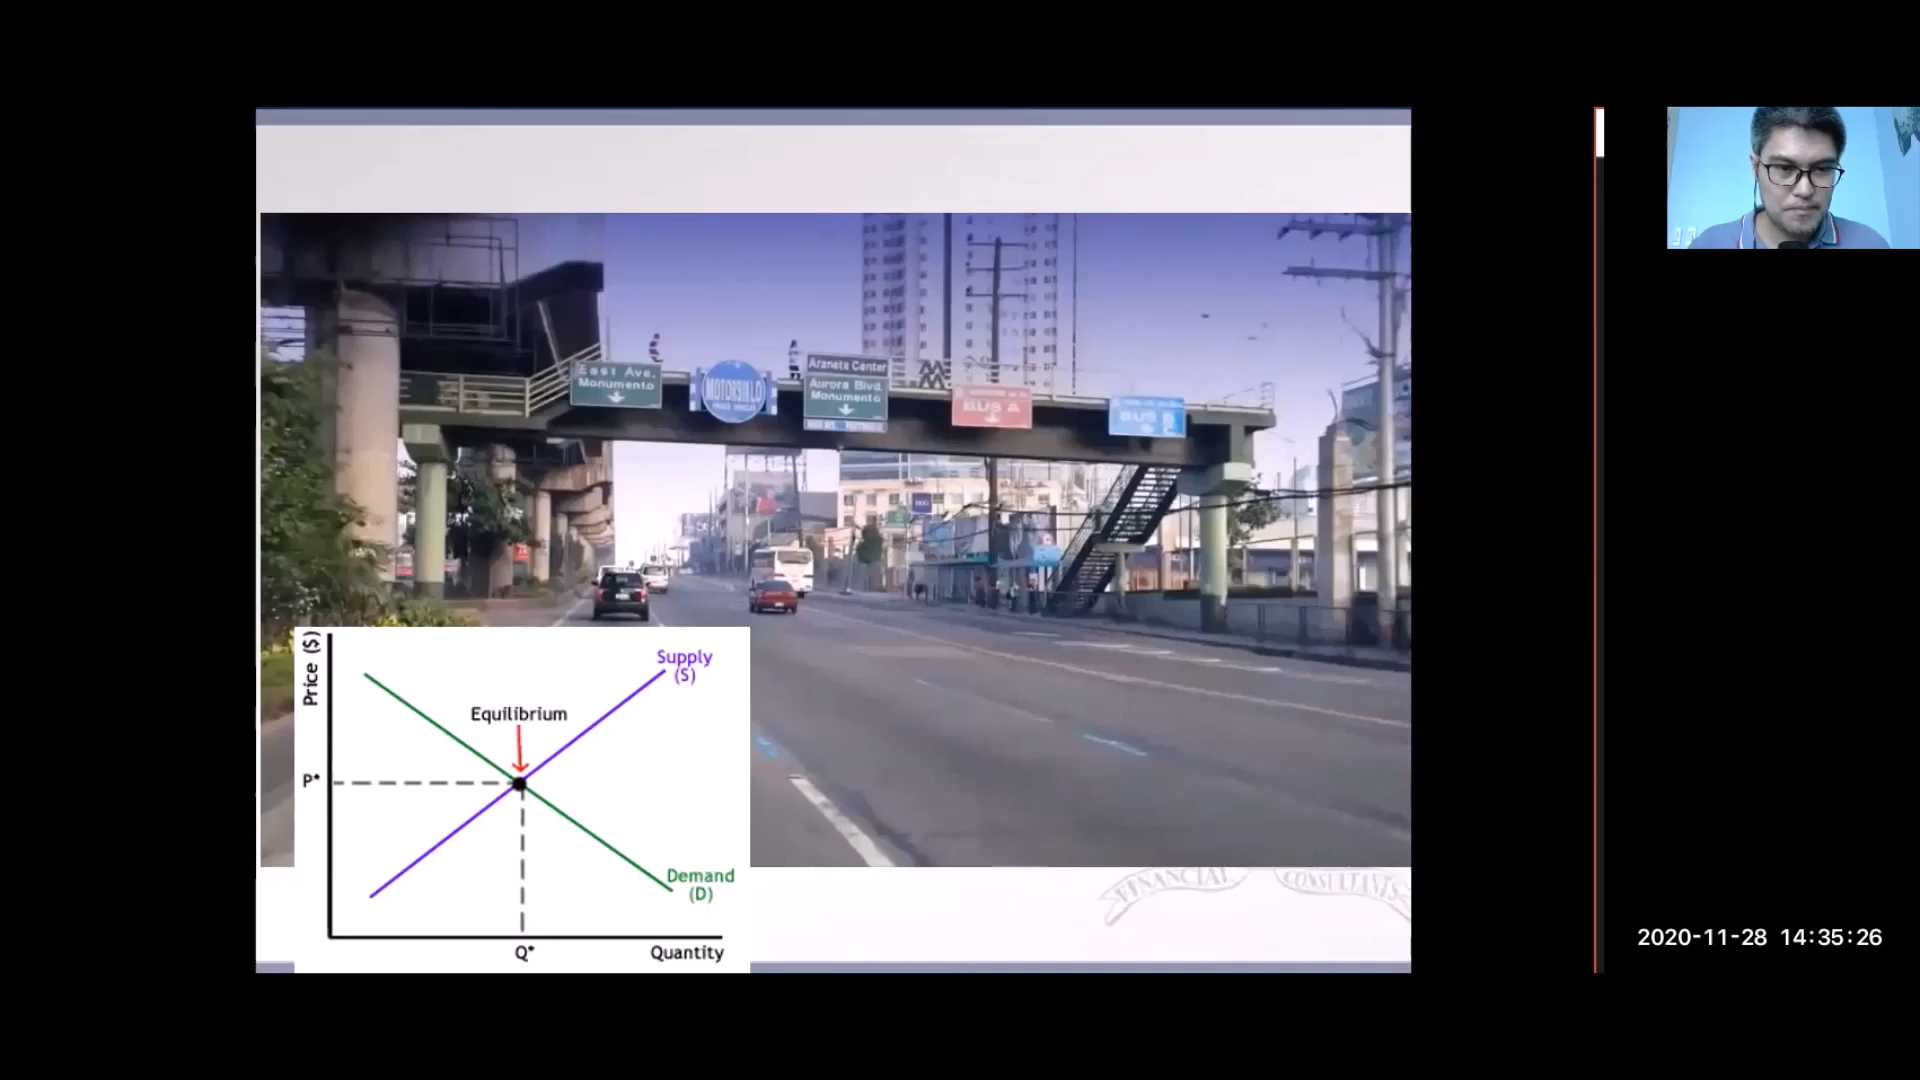 East Ave.
Monumento
MOTORSIKLO
Araneta Center
Aurora Blvd.
Monumento
BUS A
BUS B
Price ($)
Supply
(S)
Equilibrium
P*
Demand
(D)
Q*
Quantity
FINANCIAL CONSULTANTS
2020-11-28 14:35:26